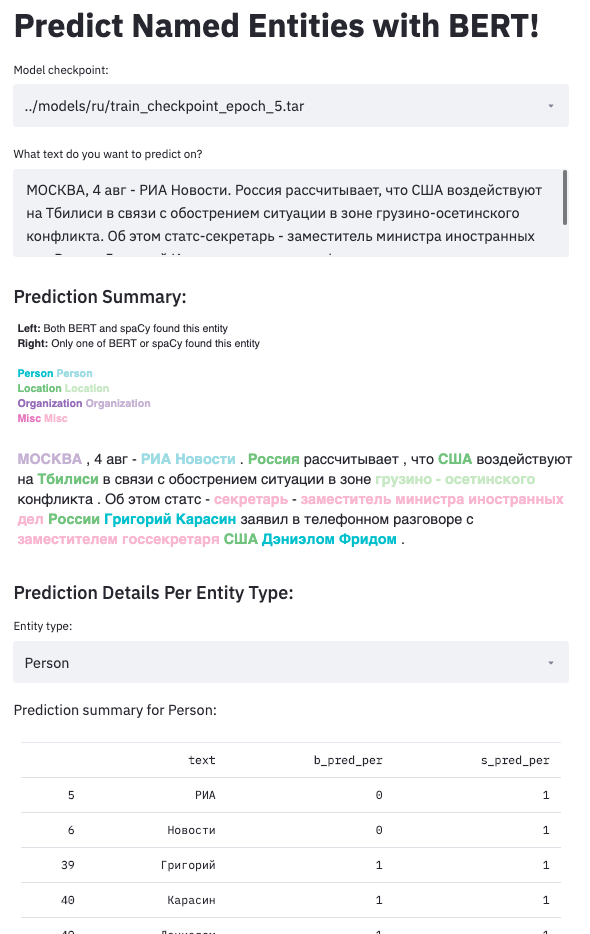 Predict Named Entities with BERT!
Model checkpoint:
../models/ru/train_checkpoint_epoch_5.tar
What text do you want to predict on?
МОСКВА, 4 авг - РИА Новости. Россия рассчитывает, что США воздействуют
на Тбилиси в связи с обострением ситуации в зоне грузино-осетинского
конфликта. Об этом статс-секретарь - заместитель министра иностранных
Prediction Summary:
Left: Both BERT and spaCy found this entity
Right: Only one of BERT or spaCy found this entity
Person Person
Location Location
Organization Organization
Misc Misc
МОСКВА , 4 авг - РИА Новости . Россия рассчитывает , что США воздействуют
на Тбилиси в связи с обострением ситуации в зоне грузино - осетинского
конфликта . Об этом статс - секретарь - заместитель министра иностранных
дел России Григорий Карасин заявил в телефонном разговоре с
заместителем госсекретаря США Дэниэлом Фридом .
Prediction Details Per Entity Type:
Entity type:
Person
Prediction summary for Person:
text b_pred_per s_pred_per
5 РИА 0 1
6 Новости 0 1
39 Григорий 1 1
40 Карасин 1 1